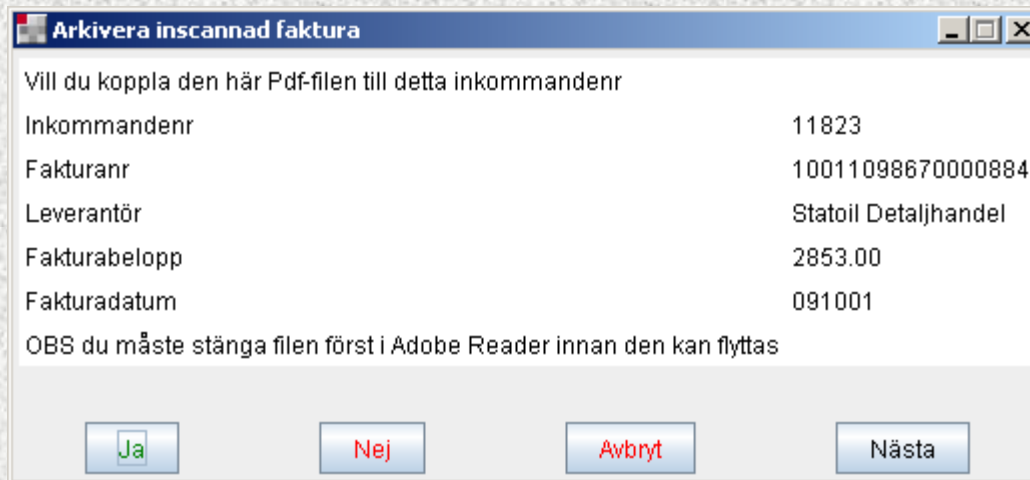 Arkivera inscannad faktura
Vill du koppla den här Pdf-filen till detta inkommandenr
Inkommandenr 11823
Fakturanr 10011098670000884
Leverantör Statoil Detaljhandel
Fakturabelopp 2853.00
Fakturadatum 091001
OBS du måste stänga filen först i Adobe Reader innan den kan flyttas
Ja Nej Avbryt Nästa